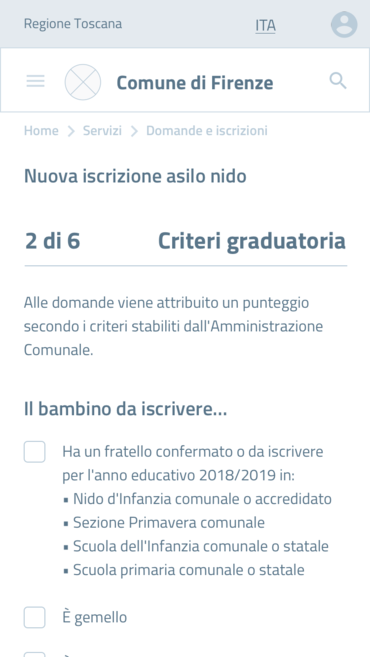 Regione Toscana
ITA
Comune di Firenze
Home > Servizi > Domande e iscrizioni
Nuova iscrizione asilo nido
2 di 6 Criteri graduatoria
Alle domande viene attribuito un punteggio
secondo i criteri stabiliti dall'Amministrazione
Comunale.
Il bambino da iscrivere...
Ha un fratello confermato o da iscrivere
per l'anno educativo 2018/2019 in:
▪ Nido d'Infanzia comunale o accredidato
▪ Sezione Primavera comunale
▪ Scuola dell'Infanzia comunale o statale
▪ Scuola primaria comunale o statale
È gemello